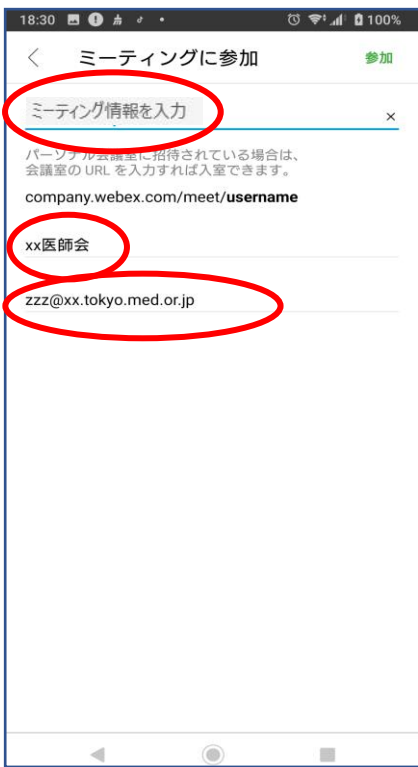 18:30
100%
ミーティングに参加
参加
ミーティング情報を入力
×
パーソナル会議室に招待されている場合は、
会議室の URL を入力すれば入室できます。
company.webex.com/meet/username
xx医師会
zzz@xx.tokyo.med.or.jp